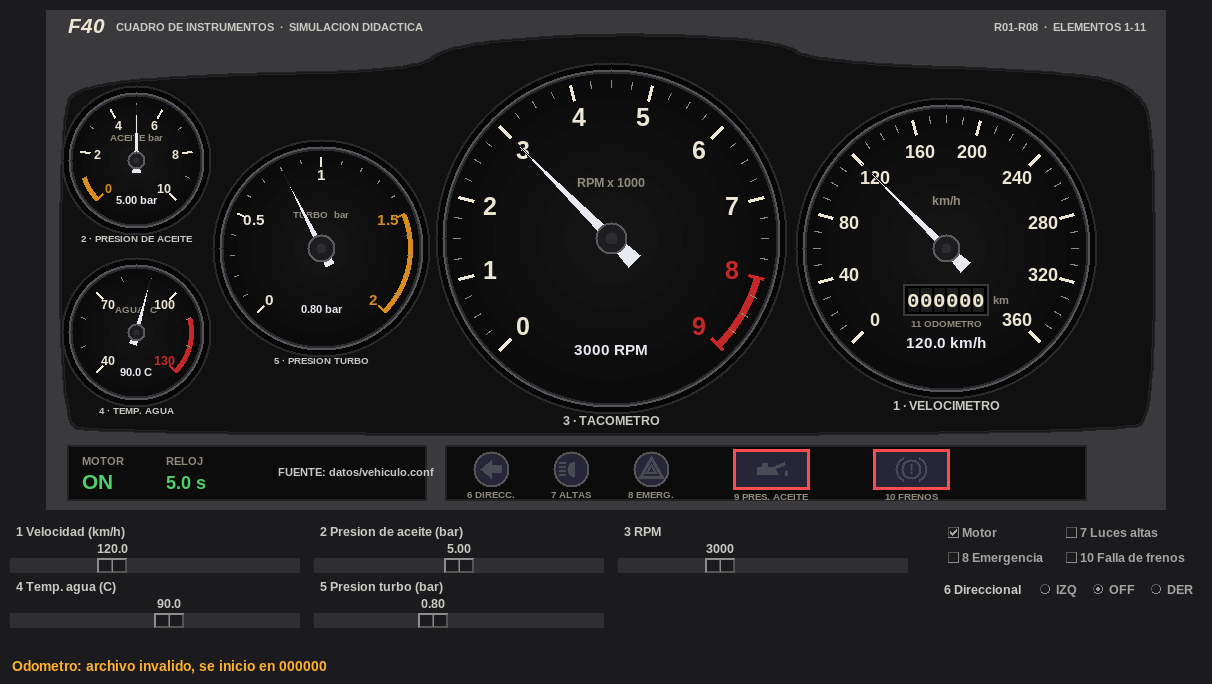 F40 CUADRO DE INSTRUMENTOS · SIMULACION DIDACTICA
R01-R08 · ELEMENTOS 1-11
0 2 4 6 8 10
ACEITE bar
5.00 bar
2 · PRESION DE ACEITE
40 70 100 130
AGUA C
90.0 C
4 · TEMP. AGUA
0 0.5 1 1.5 2
TURBO bar
0.80 bar
5 · PRESION TURBO
0 1 2 3 4 5 6 7 8 9
RPM x 1000
3000 RPM
3 · TACOMETRO
0 40 80 120 160 200 240 280 320 360
km/h
000000 km
11 ODOMETRO
120.0 km/h
1 · VELOCIMETRO
MOTOR
ON
RELOJ
5.0 s
FUENTE: datos/vehiculo.conf
6 DIRECC.
7 ALTAS
8 EMERG.
9 PRES. ACEITE
10 FRENOS
1 Velocidad (km/h)
120.0
2 Presion de aceite (bar)
5.00
3 RPM
3000
4 Temp. agua (C)
90.0
5 Presion turbo (bar)
0.80
Motor
7 Luces altas
8 Emergencia
10 Falla de frenos
6 Direccional IZQ OFF DER
Odometro: archivo invalido, se inicio en 000000